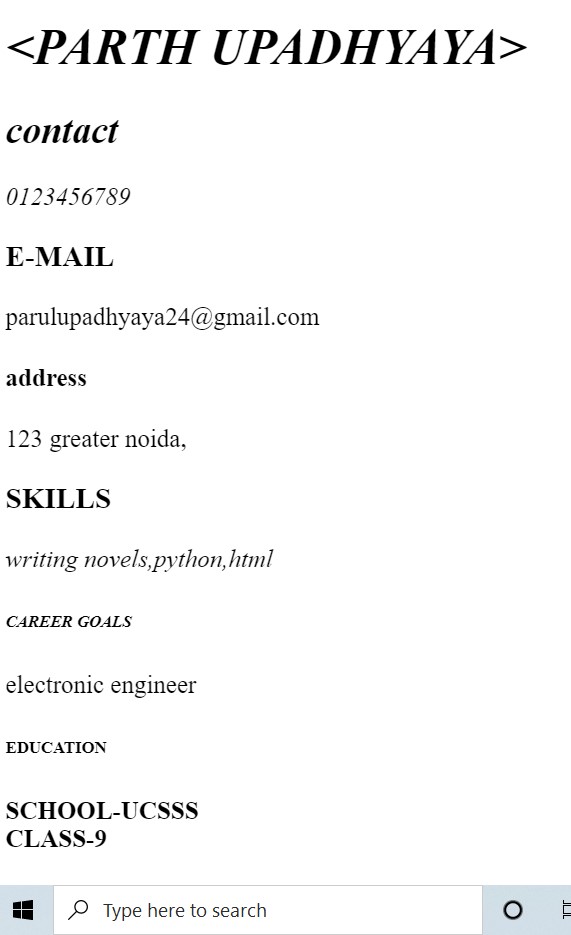 <PARTH UPADHYAYA>
contact
0123456789
E-MAIL
parulupadhyaya24@gmail.com
address
123 greater noida,
SKILLS
writing novels,python,html
CAREER GOALS
electronic engineer
EDUCATION
SCHOOL-UCSSS
CLASS-9
Type here to search